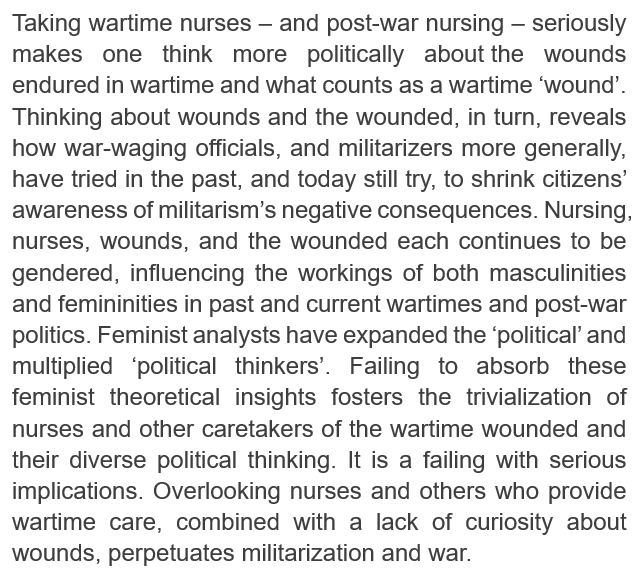 Taking wartime nurses – and post-war nursing – seriously
makes one think more politically about the wounds
endured in wartime and what counts as a wartime ‘wound’.
Thinking about wounds and the wounded, in turn, reveals
how war-waging officials, and militarizers more generally,
have tried in the past, and today still try, to shrink citizens’
awareness of militarism’s negative consequences. Nursing,
nurses, wounds, and the wounded each continues to be
gendered, influencing the workings of both masculinities
and femininities in past and current wartimes and post-war
politics. Feminist analysts have expanded the ‘political’ and
multiplied ‘political thinkers’. Failing to absorb these
feminist theoretical insights fosters the trivialization of
nurses and other caretakers of the wartime wounded and
their diverse political thinking. It is a failing with serious
implications. Overlooking nurses and others who provide
wartime care, combined with a lack of curiosity about
wounds, perpetuates militarization and war.